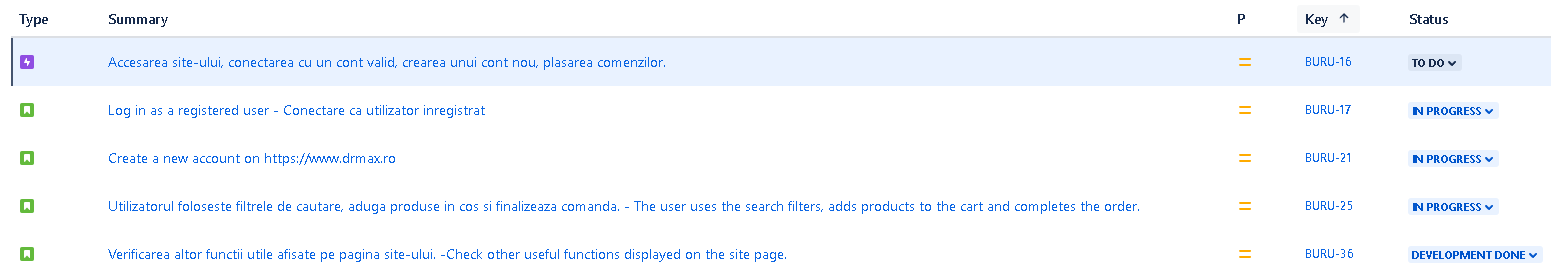 Type Summary P Key Status
Accesarea site-ului, conectarea cu un cont valid, crearea unui cont nou, plasarea comenzilor. BURU-16 TO DO
Log in as a registered user - Conectare ca utilizator inregistrat BURU-17 IN PROGRESS
Create a new account on https://www.drmax.ro BURU-21 IN PROGRESS
Utilizatorul foloseste filtrele de cautare, aduga produse in cos si finalizeaza comanda. - The user uses the search filters, adds products to the cart and completes the order. BURU-25 IN PROGRESS
Verificarea altor functii utile afisate pe pagina site-ului. -Check other useful functions displayed on the site page. BURU-36 DEVELOPMENT DONE